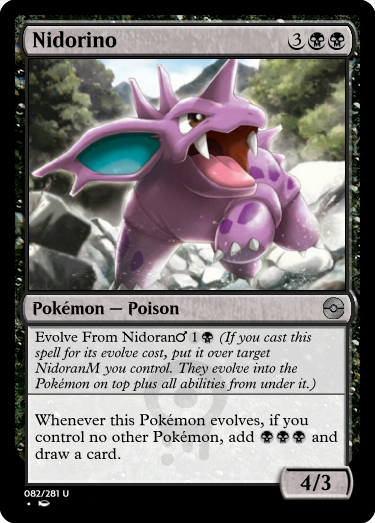 Nidorino 3
Pokémon — Poison
Evolve From Nidoran♂ 1 (If you cast this
spell for its evolve cost, put it over target
NidoranM you control. They evolve into the
Pokémon on top plus all abilities from under it.)
Whenever this Pokémon evolves, if you
control no other Pokémon, add and
draw a card.
4/3
082/281 U